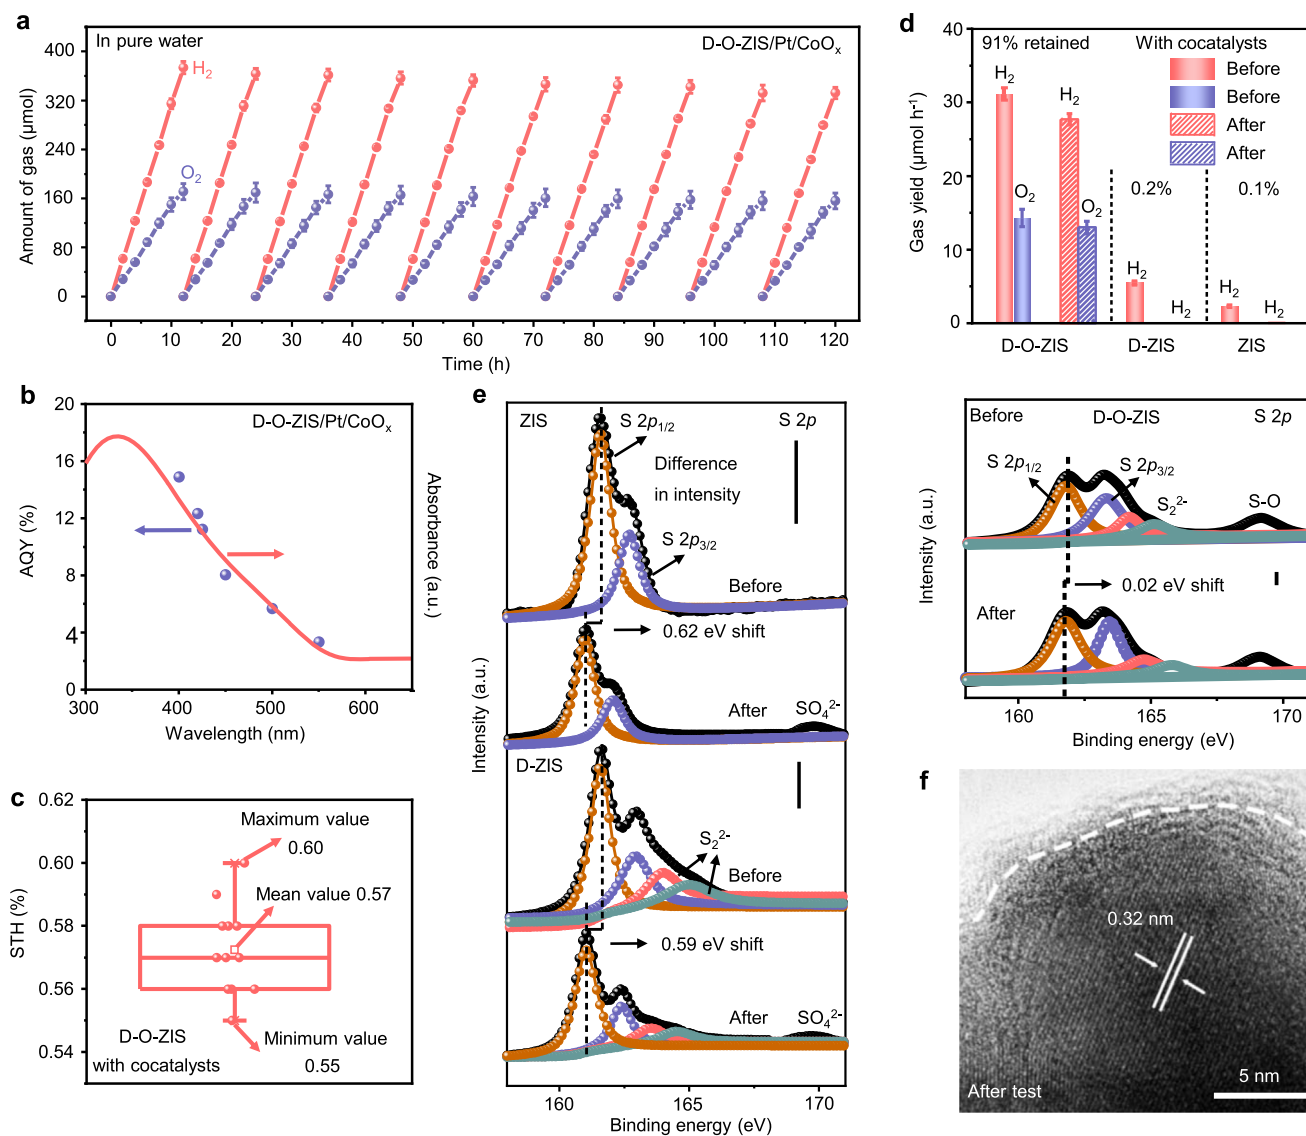 a
In pure water
D-O-ZIS/Pt/CoOₓ
H₂
O₂
Amount of gas (μmol)
400
320
240
160
80
0
0 10 20 30 40 50 60 70 80 90 100 110 120
Time (h)
b
D-O-ZIS/Pt/CoOₓ
AQY (%)
Absorbance (a.u.)
20
16
12
8
4
0
300 400 500 600
Wavelength (nm)
c
STH (%)
0.62
0.60
0.58
0.56
0.54
Maximum value
0.60
Mean value 0.57
D-O-ZIS
with cocatalysts
Minimum value
0.55
d
Gas yield (μmol h⁻¹)
40
30
20
10
0
91% retained
With cocatalysts
Before
Before
After
After
H₂
O₂
H₂
O₂
0.2%
H₂
H₂
0.1%
H₂
H₂
D-O-ZIS D-ZIS ZIS
e
ZIS
S 2p₁/₂
S 2p
Difference
in intensity
S 2p₃/₂
Before
0.62 eV shift
After
SO₄²⁻
D-ZIS
S₂²⁻
Before
0.59 eV shift
After
SO₄²⁻
Intensity (a.u.)
160 165 170
Binding energy (eV)
Before
D-O-ZIS
S 2p
S 2p₁/₂
S 2p₃/₂
S₂²⁻
S-O
0.02 eV shift
After
Intensity (a.u.)
160 165 170
Binding energy (eV)
f
0.32 nm
After test
5 nm